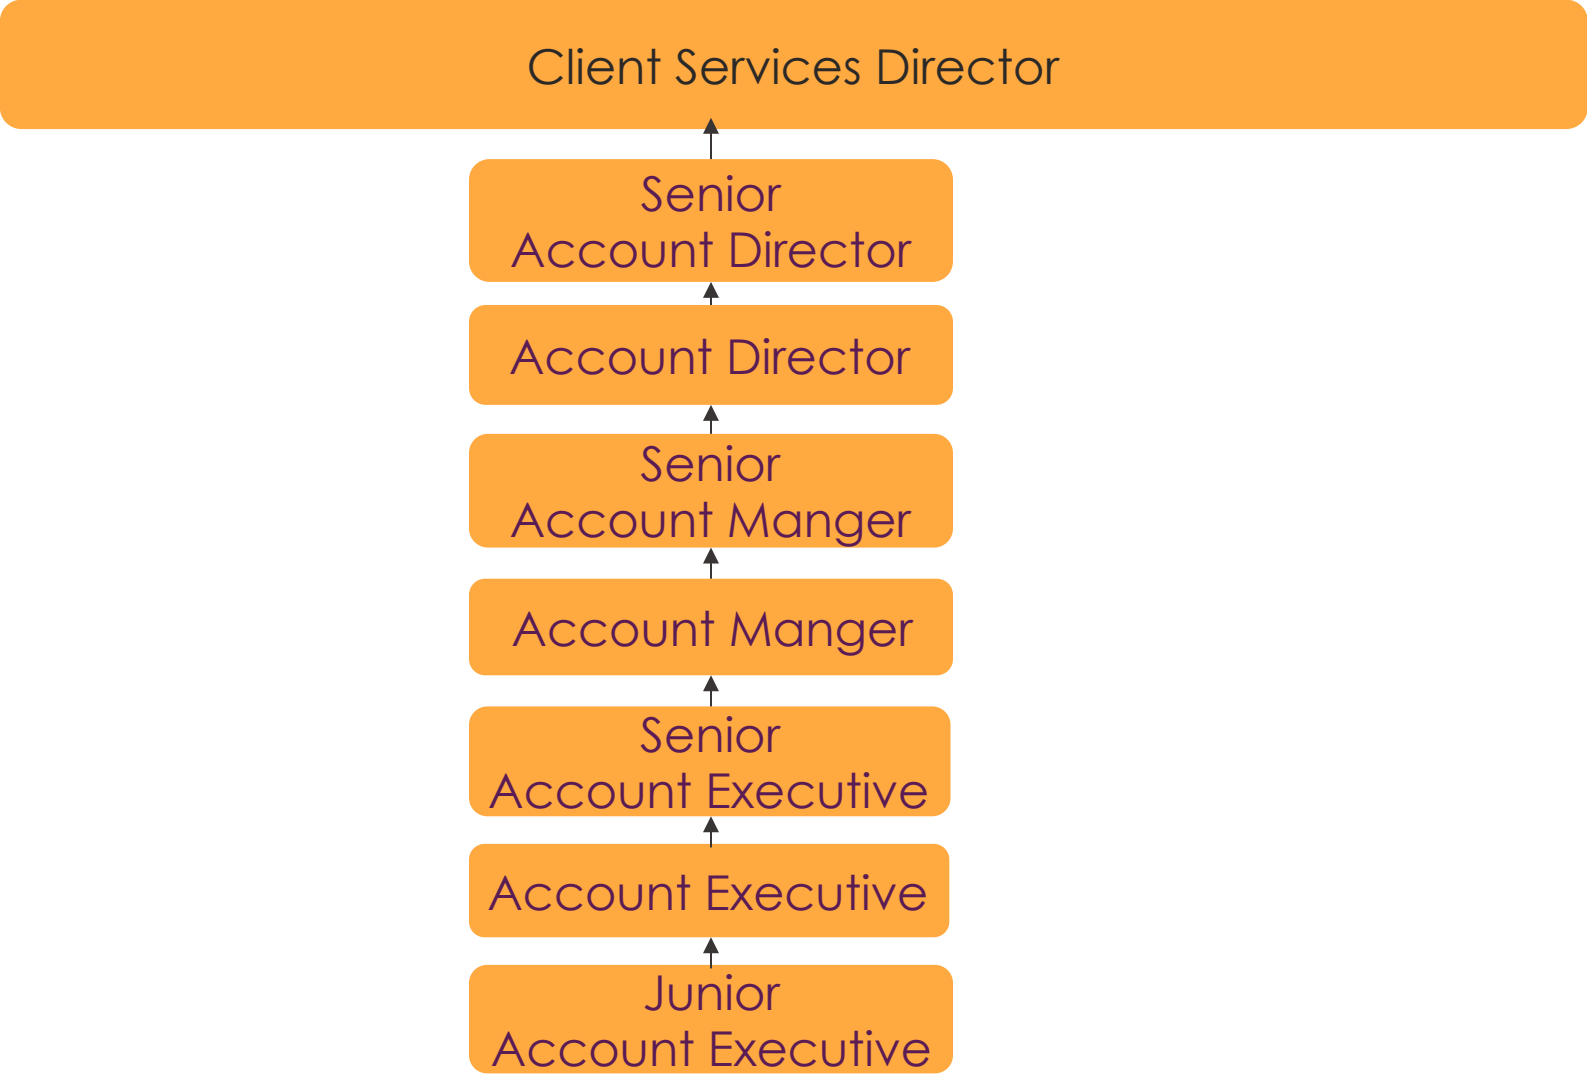 Client Services Director
Senior
Account Director
Account Director
Senior
Account Manger
Account Manger
Senior
Account Executive
Account Executive
Junior
Account Executive